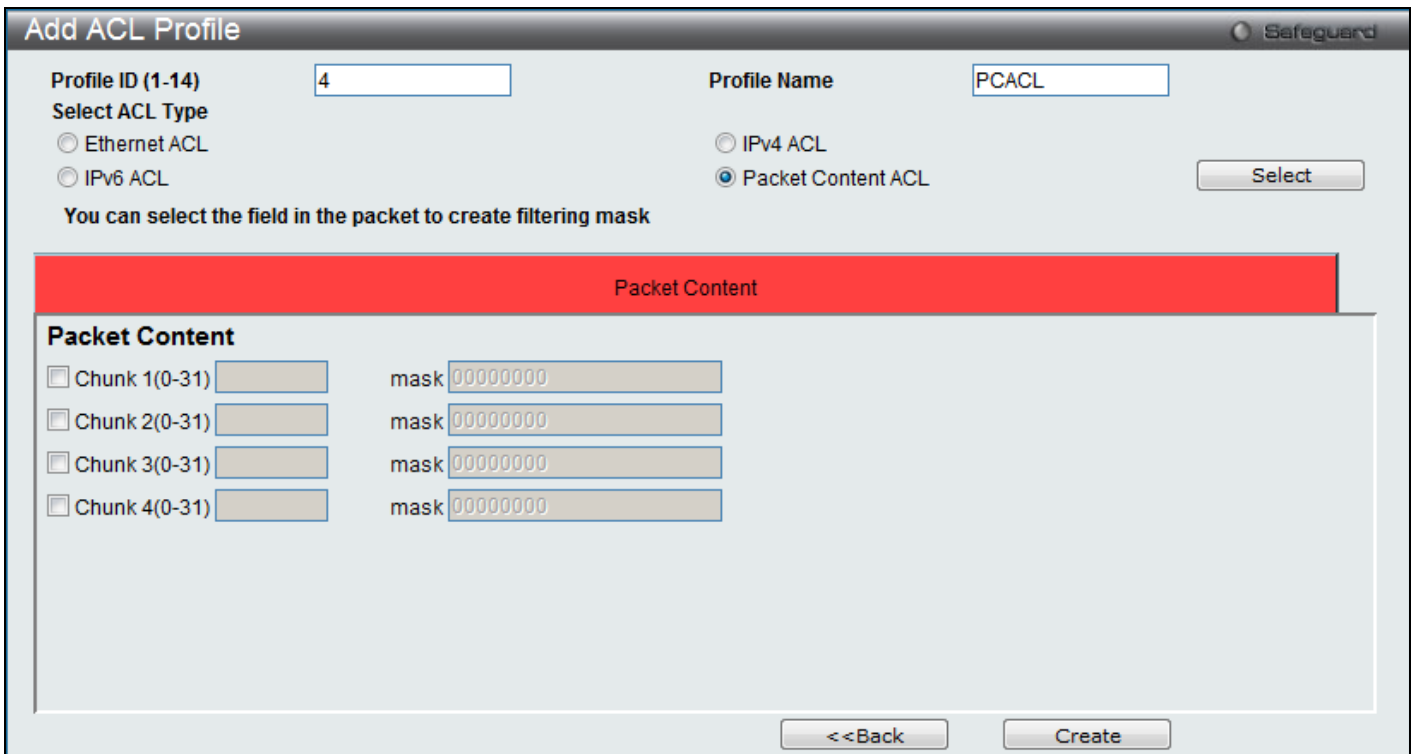 Add ACL Profile
Safeguard
Profile ID (1-14) 4 Profile Name PCACL
Select ACL Type
Ethernet ACL IPv4 ACL
IPv6 ACL Packet Content ACL Select
You can select the field in the packet to create filtering mask
Packet Content
Packet Content
Chunk 1(0-31) mask 00000000
Chunk 2(0-31) mask 00000000
Chunk 3(0-31) mask 00000000
Chunk 4(0-31) mask 00000000
<<Back Create